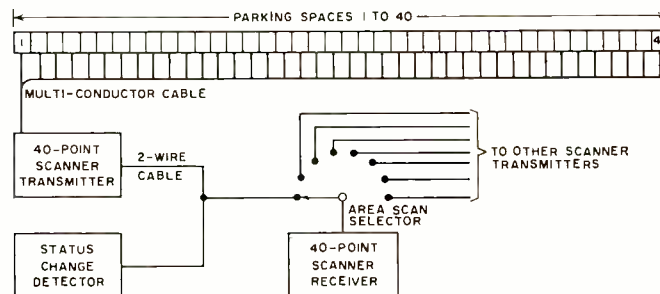 PARKING SPACES 1 TO 40
1
4
MULTI-CONDUCTOR CABLE
40-POINT
SCANNER
TRANSMITTER
2-WIRE
CABLE
TO OTHER SCANNER
TRANSMITTERS
AREA SCAN
SELECTOR
STATUS
CHANGE
DETECTOR
40-POINT
SCANNER
RECEIVER